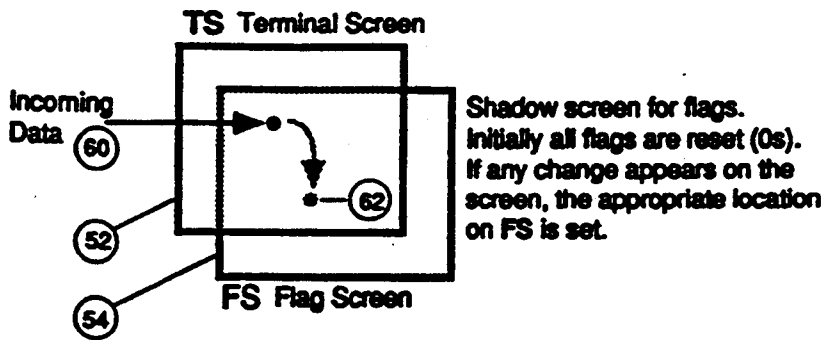 TS Terminal Screen
Incoming
Data
60
Shadow screen for flags.
Initially all flags are reset (0s).
If any change appears on the
screen, the appropriate location
on FS is set.
62
52
FS Flag Screen
54